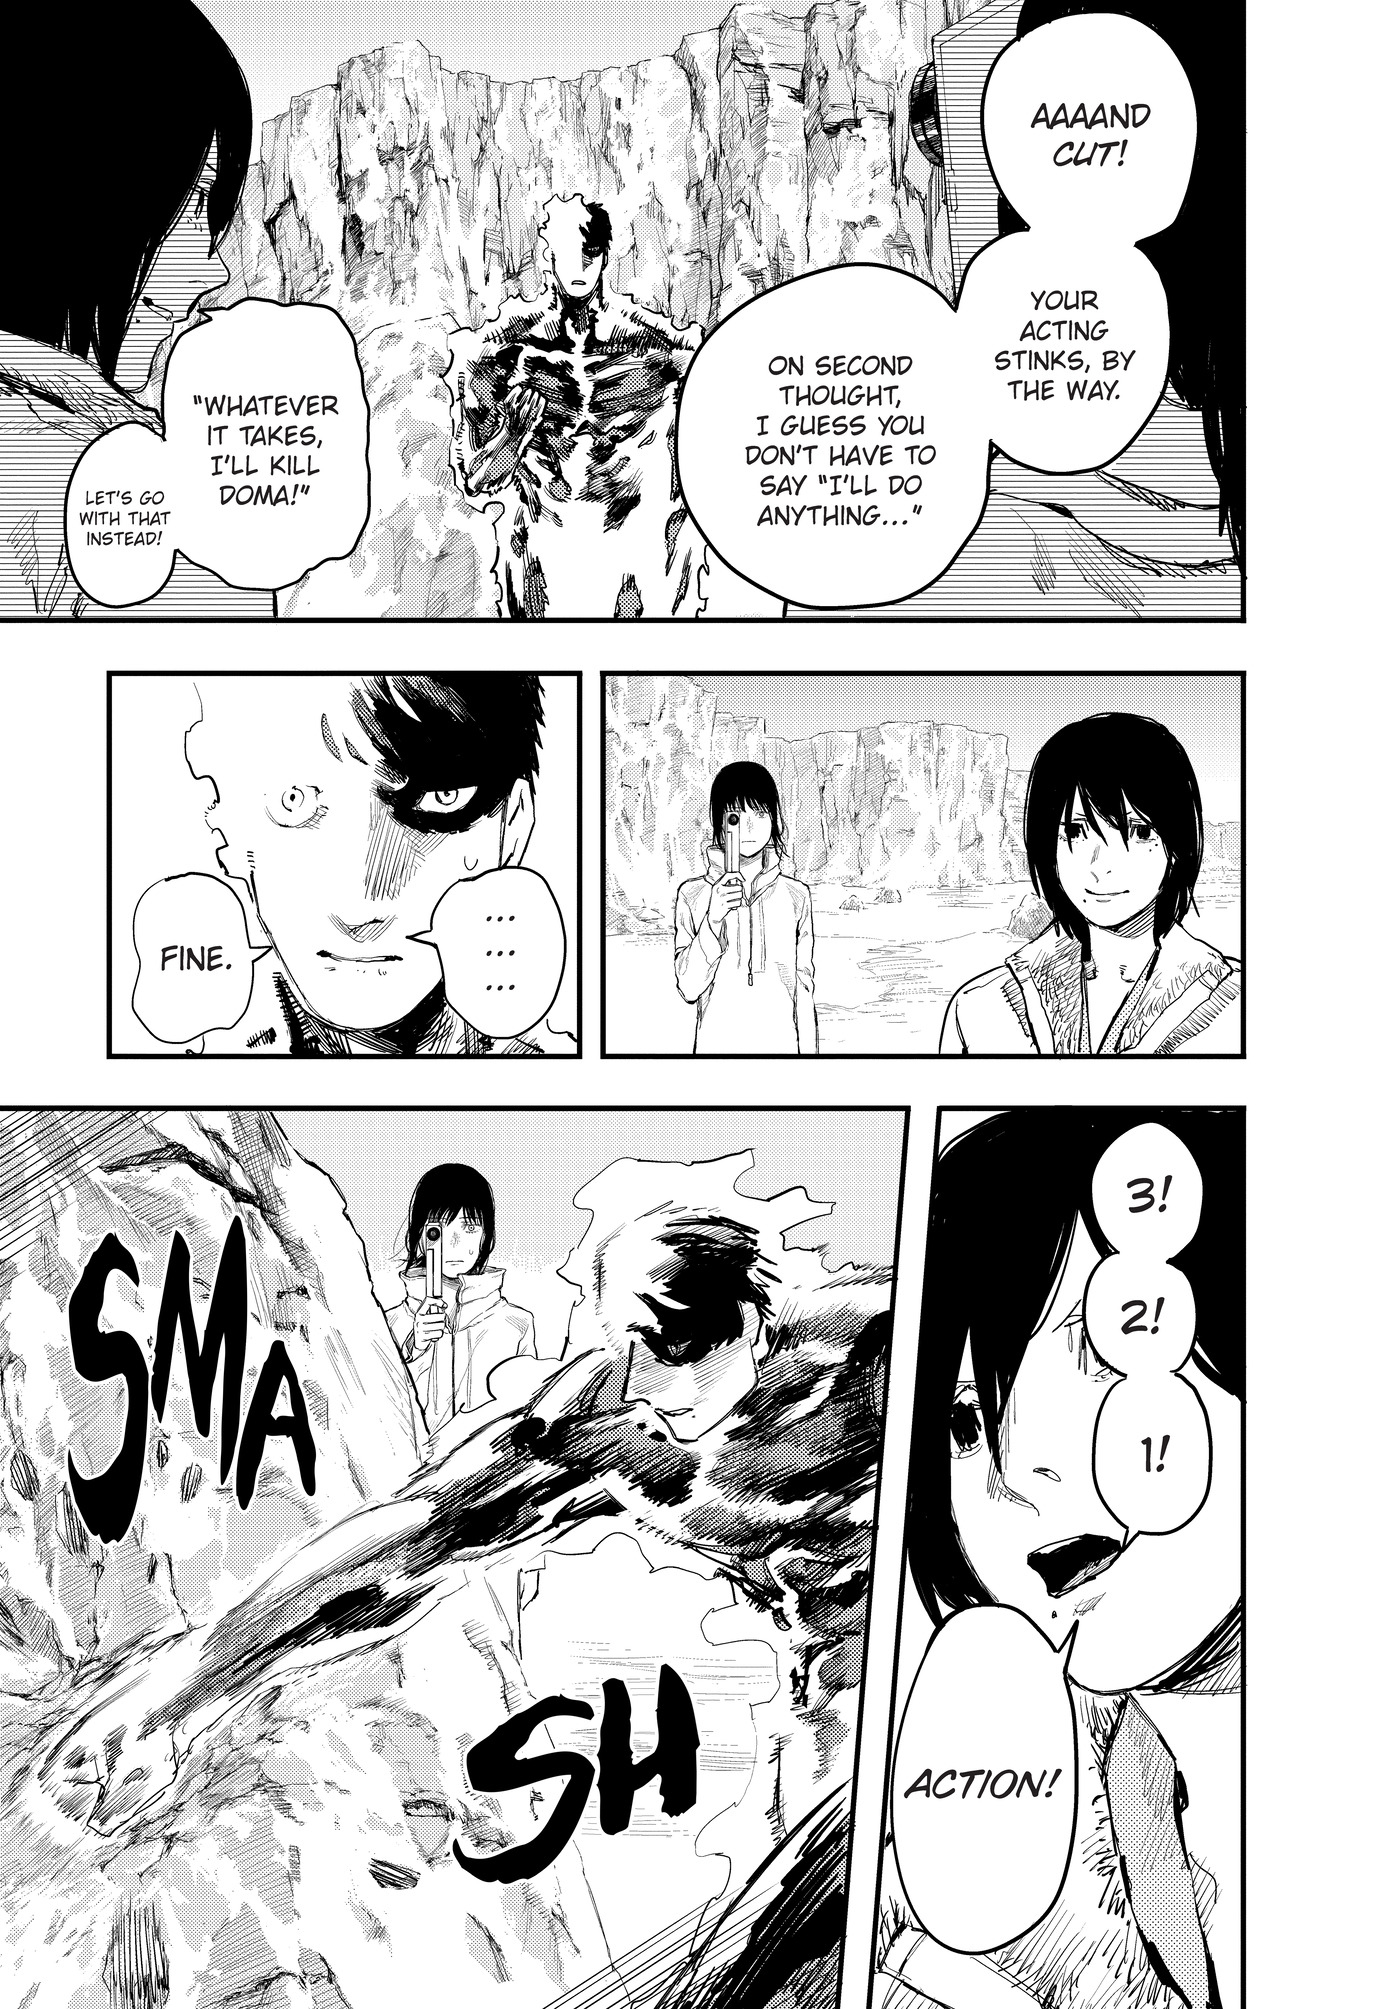 AAAAND
CUT!
YOUR
ACTING
STINKS, BY
THE WAY.
ON SECOND
THOUGHT,
I GUESS YOU
DON'T HAVE TO
SAY "I'LL DO
ANYTHING..."
"WHATEVER
IT TAKES,
I'LL KILL
DOMA!"
LET'S GO
WITH THAT
INSTEAD!
...
...
...
FINE.
3!
2!
1!
ACTION!
SMA
SH